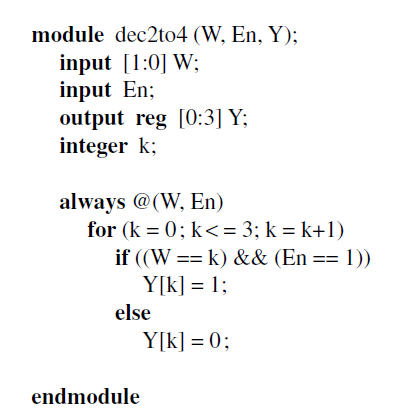 module dec2to4 (W, En, Y);
input [1:0] W;
input En;
output reg [0:3] Y;
integer k;
always @(W, En)
for (k = 0; k< = 3; k = k+1)
if ((W == k) && (En == 1))
Y[k] = 1;
else
Y[k] = 0;
endmodule